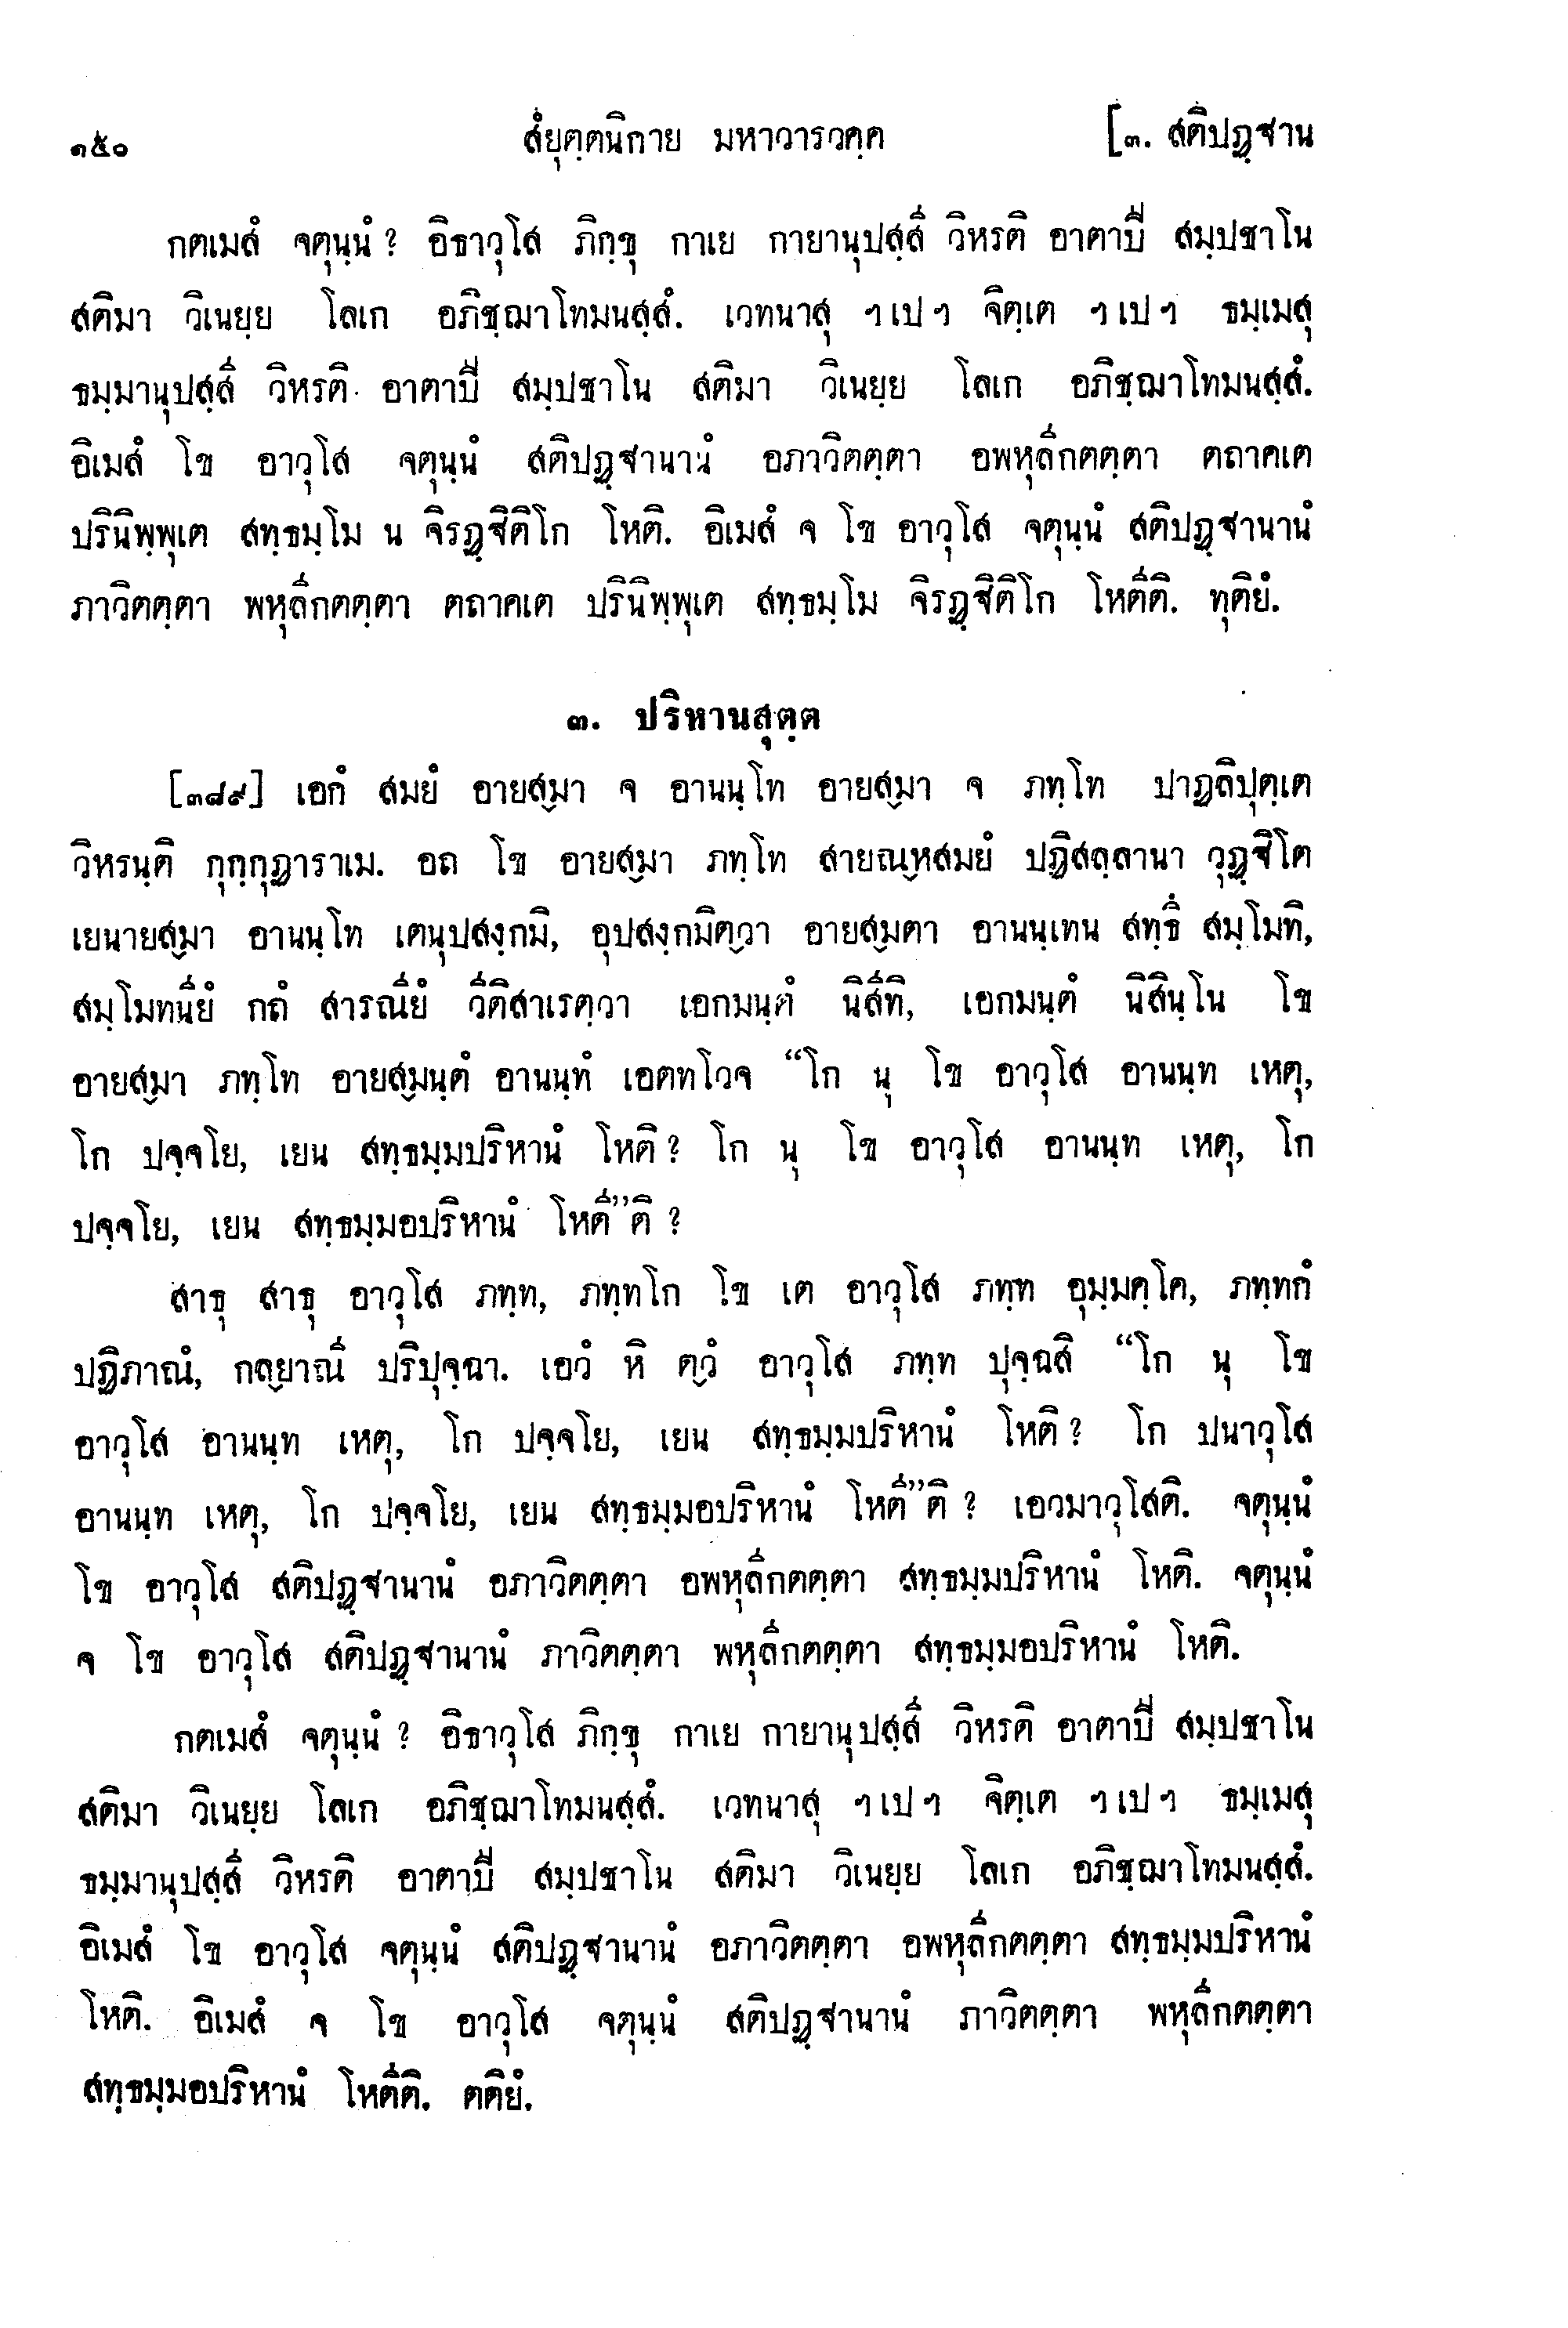 ๑๕๐ สํยุตฺตนิกาย มหาวารวคฺค [๓. สติปฏฺฐาน
กตเมสํ จตุนฺนํ ? อิธาวุโส ภิกฺขุ กาเย กายานุปสฺสี วิหรติ อาตาปี สมฺปชาโน
สติมา วิเนยฺย โลเก อภิชฺฌาโทมนสฺสํ. เวทนาสุ ฯ เป ฯ จิตฺเต ฯ เป ฯ ธมฺเมสุ
ธมฺมานุปสฺสี วิหรติ อาตาปี สมฺปชาโน สติมา วิเนยฺย โลเก อภิชฺฌาโทมนสฺสํ.
อิเมสํ โข อาวุโส จตุนฺนํ สติปฏฺฐานานํ อภาวิตตฺตา อพหุลีกตตฺตา ตถาคเต
ปรินิพฺพุเต สทฺธมฺโม น จิรฏฺฐิติโก โหติ. อิเมสํ จ โข อาวุโส จตุนฺนํ สติปฏฺฐานานํ
ภาวิตตฺตา พหุลีกตตฺตา ตถาคเต ปรินิพฺพุเต สทฺธมฺโม จิรฏฺฐิติโก โหตีติ. ทุติยํ.
๓. ปริหานสุตฺต
[๓๘๙] เอกํ สมยํ อายสฺมา จ อานนฺโท อายสฺมา จ ภทฺโท ปาฏลิปุตฺเต
วิหรนฺติ กุกฺกุฏาราเม. อถ โข อายสฺมา ภทฺโท สายณฺหสมยํ ปฏิสลฺลานา วุฏฺฐิโต
เยนายสฺมา อานนฺโท เตนุปสงฺกมิ, อุปสงฺกมิตฺวา อายสฺมตา อานนฺเทน สทฺธึ สมฺโมทิ,
สมฺโมทนียํ กถํ สารณียํ วีติสาเรตฺวา เอกมนฺตํ นิสีทิ, เอกมนฺตํ นิสินฺโน โข
อายสฺมา ภทฺโท อายสฺมนฺตํ อานนฺทํ เอตทโวจ “โก นุ โข อาวุโส อานนฺท เหตุ,
โก ปจฺจโย, เยน สทฺธมฺมปริหานํ โหติ ? โก นุ โข อาวุโส อานนฺท เหตุ, โก
ปจฺจโย, เยน สทฺธมฺมอปริหานํ โหตี”ติ ?
สาธุ สาธุ อาวุโส ภทฺท, ภทฺทโก โข เต อาวุโส ภทฺท อุมฺมคฺโค, ภทฺทกํ
ปฏิภาณํ, กลฺยาณี ปริปุจฺฉา. เอวํ หิ ตฺวํ อาวุโส ภทฺท ปุจฺฉสิ “โก นุ โข
อาวุโส อานนฺท เหตุ, โก ปจฺจโย, เยน สทฺธมฺมปริหานํ โหติ ? โก ปนาวุโส
อานนฺท เหตุ, โก ปจฺจโย, เยน สทฺธมฺมอปริหานํ โหตี”ติ ? เอวมาวุโสติ. จตุนฺนํ
โข อาวุโส สติปฏฺฐานานํ อภาวิตตฺตา อพหุลีกตตฺตา สทฺธมฺมปริหานํ โหติ. จตุนฺนํ
จ โข อาวุโส สติปฏฺฐานานํ ภาวิตตฺตา พหุลีกตตฺตา สทฺธมฺมอปริหานํ โหติ.
กตเมสํ จตุนฺนํ ? อิธาวุโส ภิกฺขุ กาเย กายานุปสฺสี วิหรติ อาตาปี สมฺปชาโน
สติมา วิเนยฺย โลเก อภิชฺฌาโทมนสฺสํ. เวทนาสุ ฯ เป ฯ จิตฺเต ฯ เป ฯ ธมฺเมสุ
ธมฺมานุปสฺสี วิหรติ อาตาปี สมฺปชาโน สติมา วิเนยฺย โลเก อภิชฺฌาโทมนสฺสํ.
อิเมสํ โข อาวุโส จตุนฺนํ สติปฏฺฐานานํ อภาวิตตฺตา อพหุลีกตตฺตา สทฺธมฺมปริหานํ
โหติ. อิเมสํ จ โข อาวุโส จตุนฺนํ สติปฏฺฐานานํ ภาวิตตฺตา พหุลีกตตฺตา
สทฺธมฺมอปริหานํ โหตีติ. ตติยํ.